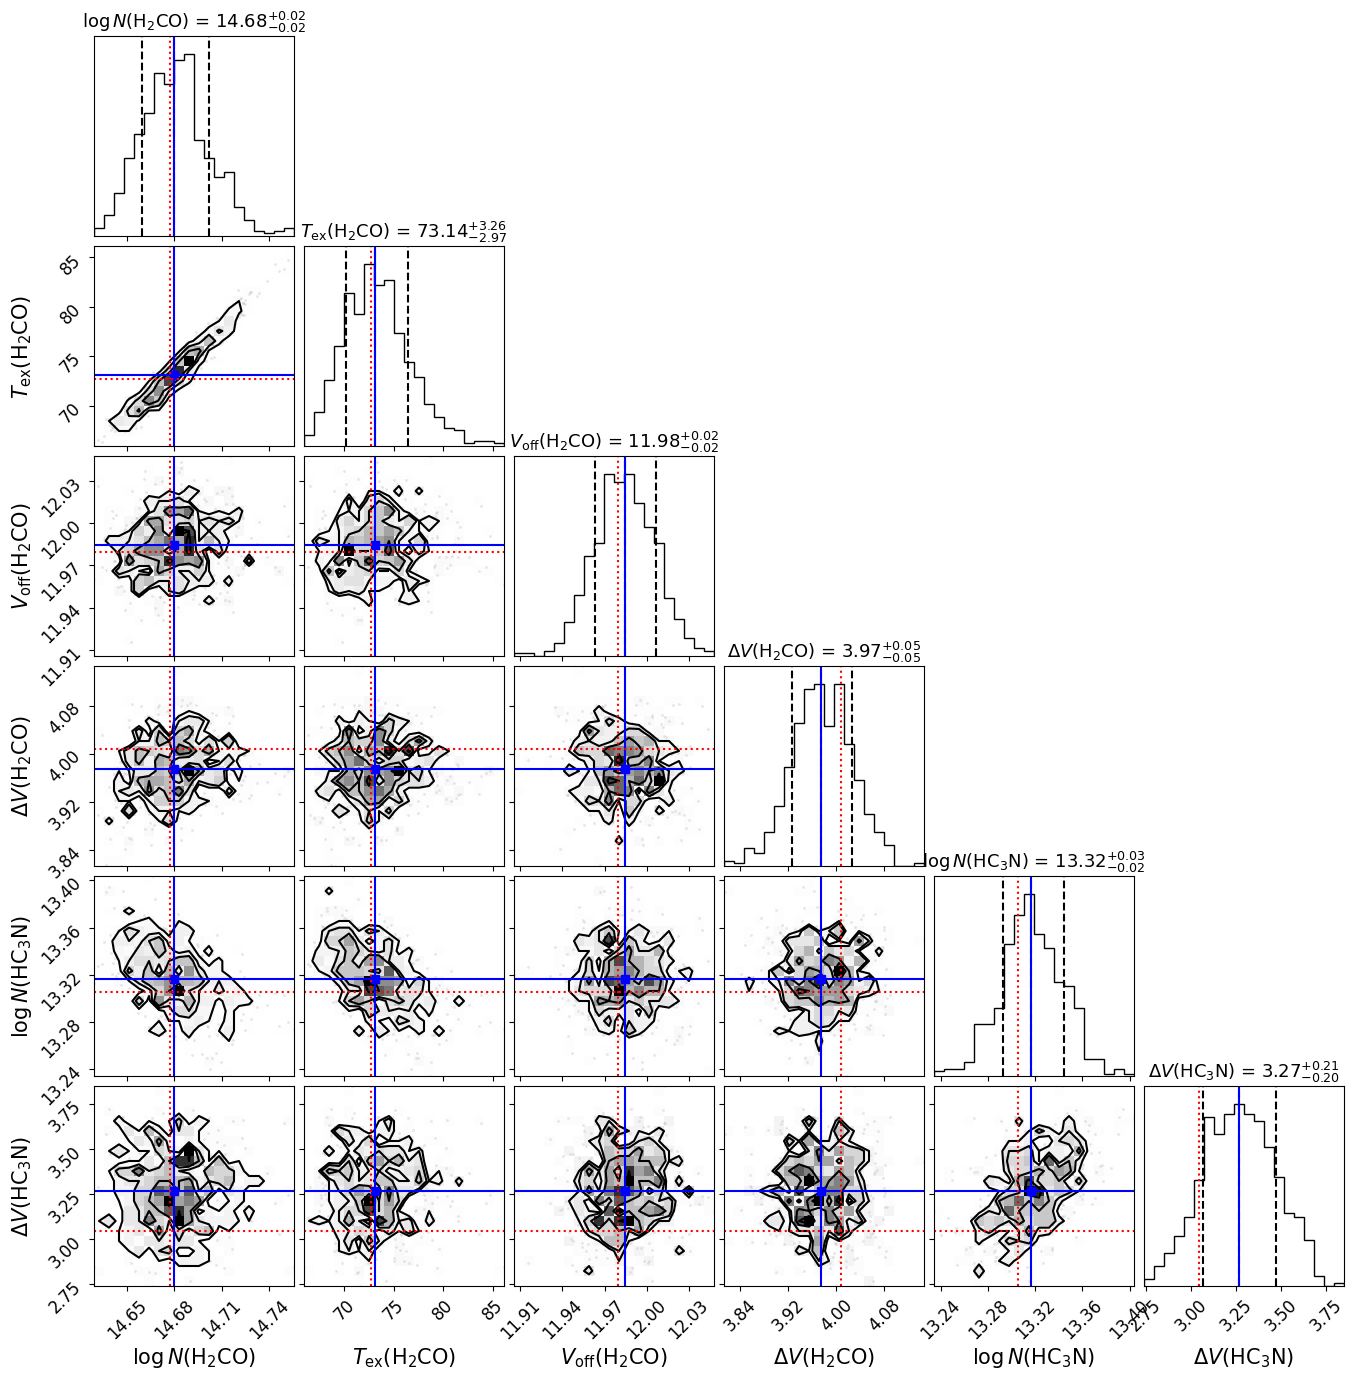 log N(H₂CO) = 14.68 +0.02 −0.02
Tex(H₂CO) = 73.14 +3.26 −2.97
85
80
75
70
Tex(H₂CO)
Voff(H₂CO) = 11.98 +0.02 −0.02
12.03
12.00
11.97
11.94
11.91
Voff(H₂CO)
ΔV(H₂CO) = 3.97 +0.05 −0.05
4.08
4.00
3.92
3.84
ΔV(H₂CO)
log N(HC₃N) = 13.32 +0.03 −0.02
13.40
13.36
13.32
13.28
13.24
log N(HC₃N)
ΔV(HC₃N) = 3.27 +0.21 −0.20
3.75
3.50
3.25
3.00
2.75
ΔV(HC₃N)
14.65 14.68 14.71 14.74 70 75 80 85 11.91 11.94 11.97 12.00 12.03 3.84 3.92 4.00 4.08 13.24 13.28 13.32 13.36 13.40 2.75 3.00 3.25 3.50 3.75
log N(H₂CO) Tex(H₂CO) Voff(H₂CO) ΔV(H₂CO) log N(HC₃N) ΔV(HC₃N)